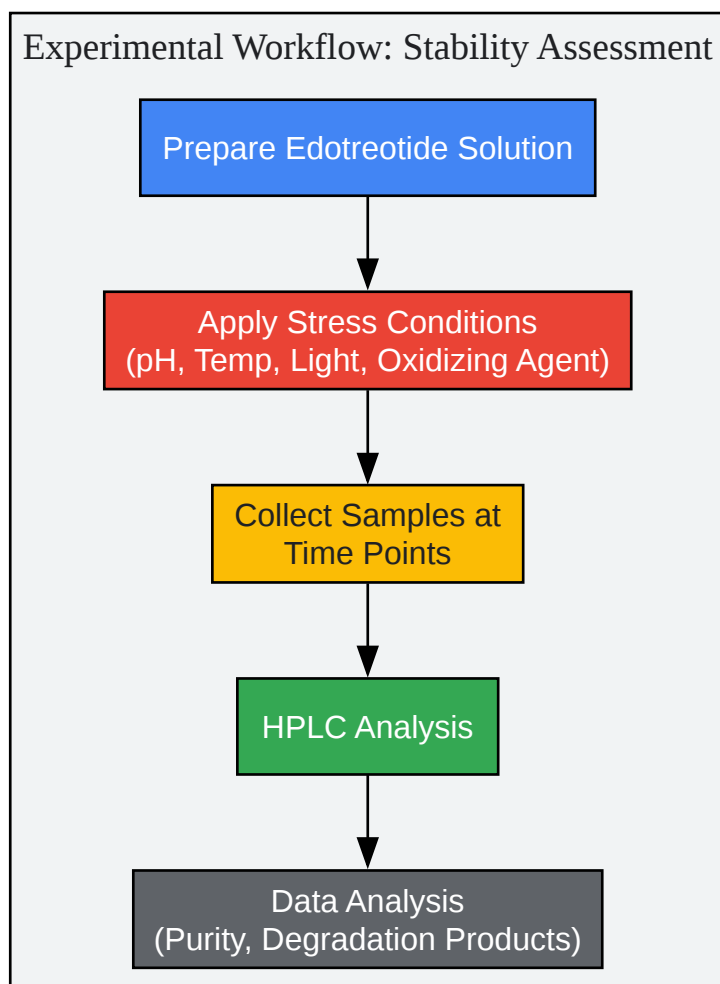 Experimental Workflow: Stability Assessment
Prepare Edotreotide Solution
Apply Stress Conditions
(pH, Temp, Light, Oxidizing Agent)
Collect Samples at
Time Points
HPLC Analysis
Data Analysis
(Purity, Degradation Products)